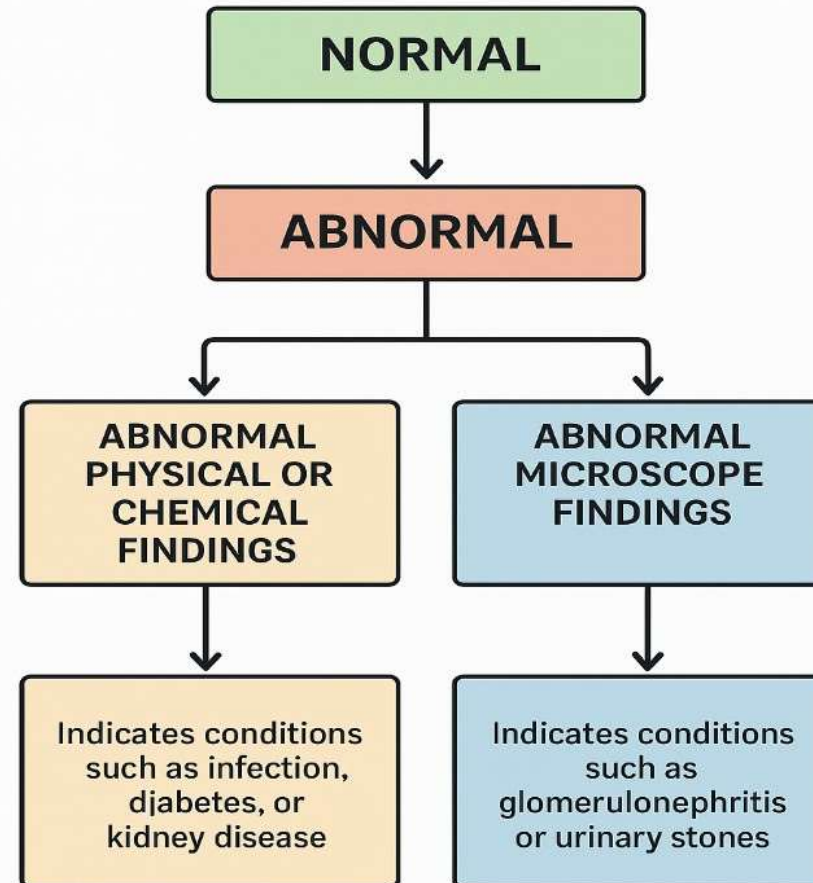 NORMAL
ABNORMAL
ABNORMAL
PHYSICAL OR
CHEMICAL
FINDINGS
ABNORMAL
MICROSCOPE
FINDINGS
Indicates conditions
such as infection,
djabetes, or
kidney disease
Indicates conditions
such as
glomerulonephritis
or urinary stones